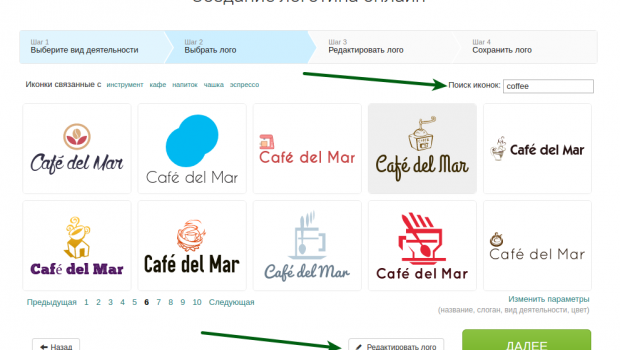 Создание логотипа онлайн
Шаг 1 Шаг 2 Шаг 3 Шаг 4
Выберите вид деятельности Выбрать лого Редактировать лого Сохранить лого
Иконки связанные с инструмент кафе напиток чашка эспрессо Поиск иконок: coffee
Café del Mar
Café del Mar
Café del Mar
Café del Mar
Café del Mar
Café del Mar
Café del Mar
Café del Mar
Café del Mar
Café del Mar
Предыдущая 1 2 3 4 5 6 7 8 9 10 Следующая Изменить параметры
(название, слоган, вид деятельности, цвет)
Назад Редактировать лого ДАЛЕЕ